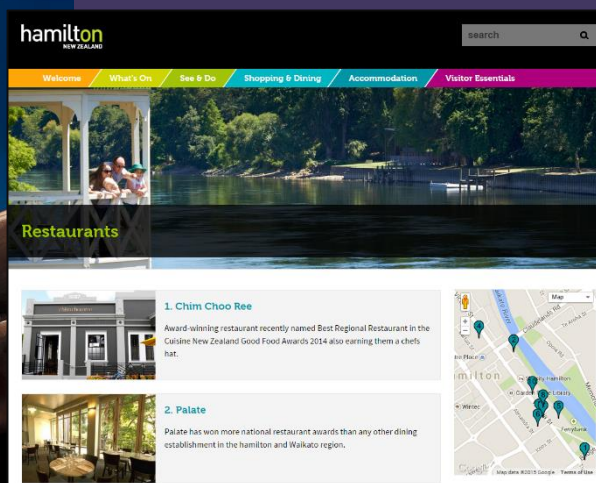 hamilton
NEW ZEALAND
search
Welcome What's On See & Do Shopping & Dining Accommodation Visitor Essentials
Restaurants
1. Chim Choo Ree
Award-winning restaurant recently named Best Regional Restaurant in the
Cuisine New Zealand Good Food Awards 2014 also earning them a chefs
hat.
2. Palate
Palate has won more national restaurant awards than any other dining
establishment in the hamilton and Waikato region.
Map
Map data ©2015 Google Terms of Use